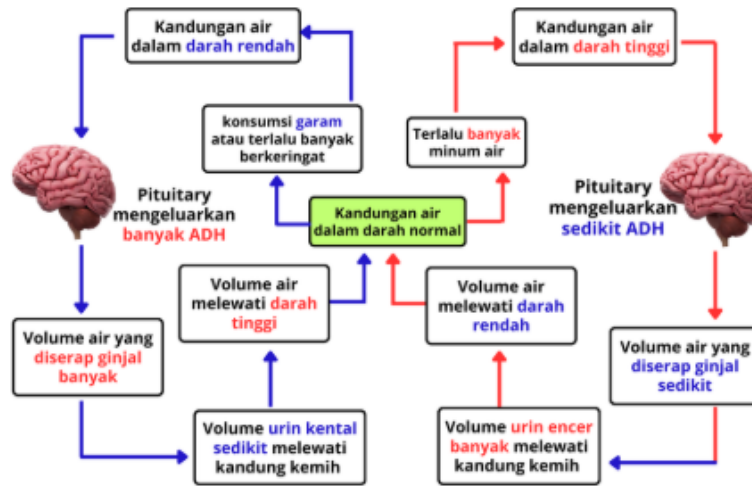 Kandungan air
dalam darah rendah
Kandungan air
dalam darah tinggi
konsumsi garam
atau terlalu banyak
berkeringat
Terlalu banyak
minum air
Pituitary
mengeluarkan
banyak ADH
Kandungan air
dalam darah normal
Pituitary
mengeluarkan
sedikit ADH
Volume air
melewati darah
tinggi
Volume air
melewati darah
rendah
Volume air yang
diserap ginjal
banyak
Volume air yang
diserap ginjal
sedikit
Volume urin kental
sedikit melewati
kandung kemih
Volume urin encer
banyak melewati
kandung kemih